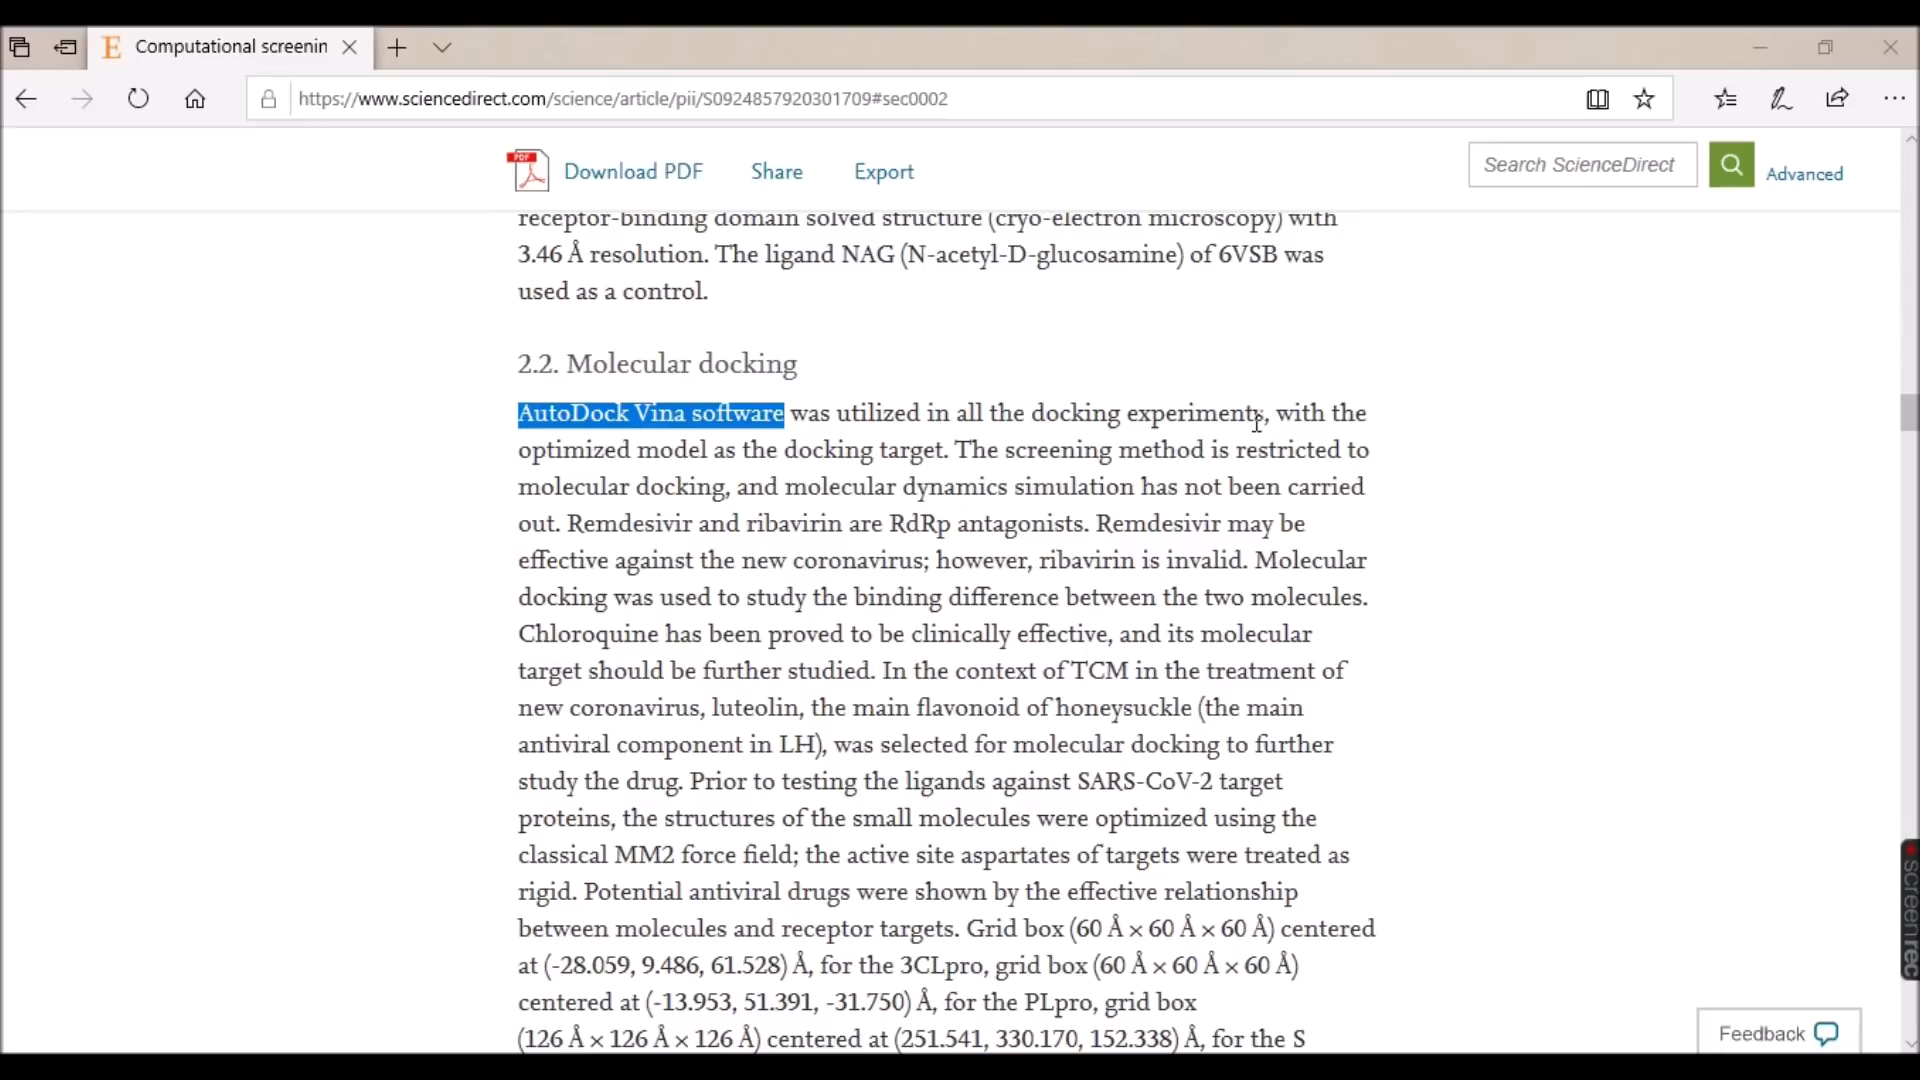 Computational screenin
https://www.sciencedirect.com/science/article/pii/S0924857920301709#sec0002
PDF
Download PDF
Share
Export
Search ScienceDirect
Advanced
receptor-binding domain solved structure (cryo-electron microscopy) with
3.46 Å resolution. The ligand NAG (N-acetyl-D-glucosamine) of 6VSB was
used as a control.
2.2. Molecular docking
AutoDock Vina software was utilized in all the docking experiments, with the
optimized model as the docking target. The screening method is restricted to
molecular docking, and molecular dynamics simulation has not been carried
out. Remdesivir and ribavirin are RdRp antagonists. Remdesivir may be
effective against the new coronavirus; however, ribavirin is invalid. Molecular
docking was used to study the binding difference between the two molecules.
Chloroquine has been proved to be clinically effective, and its molecular
target should be further studied. In the context of TCM in the treatment of
new coronavirus, luteolin, the main flavonoid of honeysuckle (the main
antiviral component in LH), was selected for molecular docking to further
study the drug. Prior to testing the ligands against SARS-CoV-2 target
proteins, the structures of the small molecules were optimized using the
classical MM2 force field; the active site aspartates of targets were treated as
rigid. Potential antiviral drugs were shown by the effective relationship
between molecules and receptor targets. Grid box (60 Å × 60 Å × 60 Å) centered
at (-28.059, 9.486, 61.528) Å, for the 3CLpro, grid box (60 Å × 60 Å × 60 Å)
centered at (-13.953, 51.391, -31.750) Å, for the PLpro, grid box
(126 Å × 126 Å × 126 Å) centered at (251.541, 330.170, 152.338) Å, for the S
Feedback
screenrec